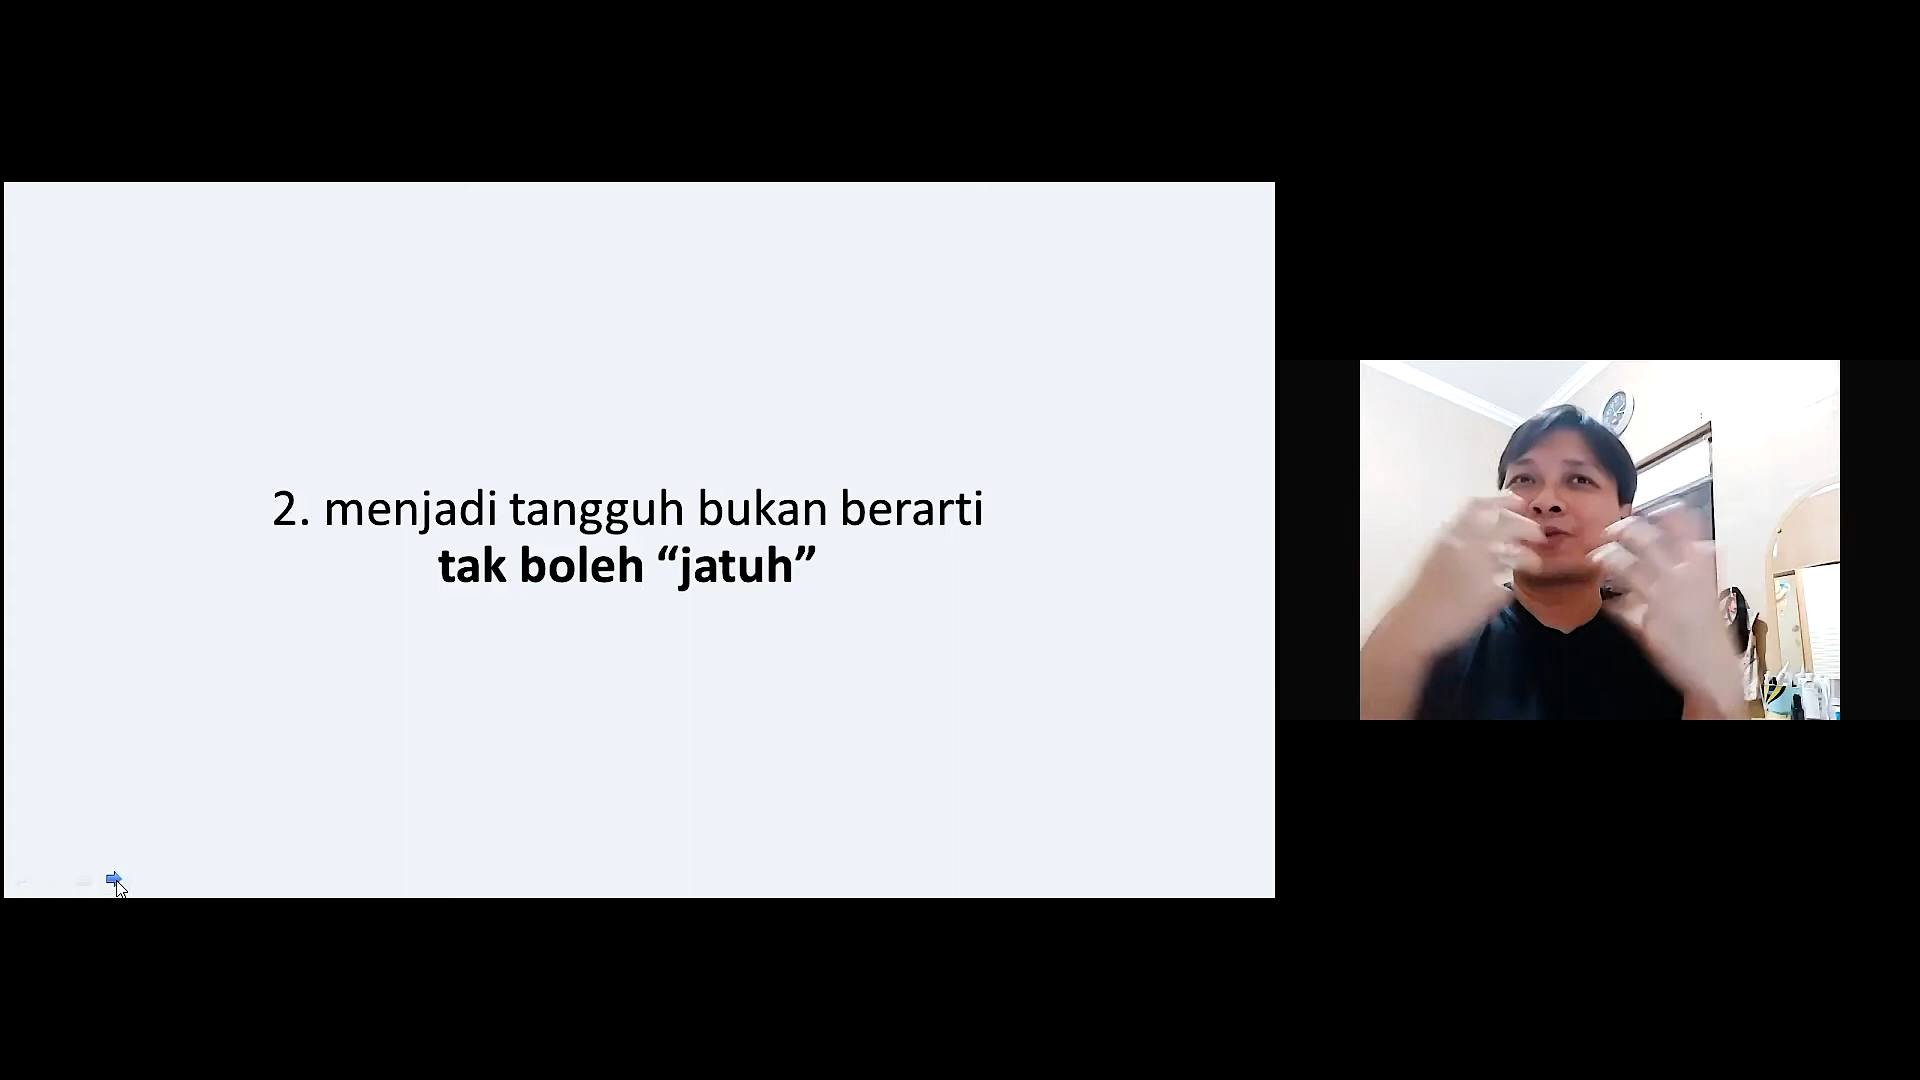 2. menjadi tangguh bukan berarti
tak boleh “jatuh”